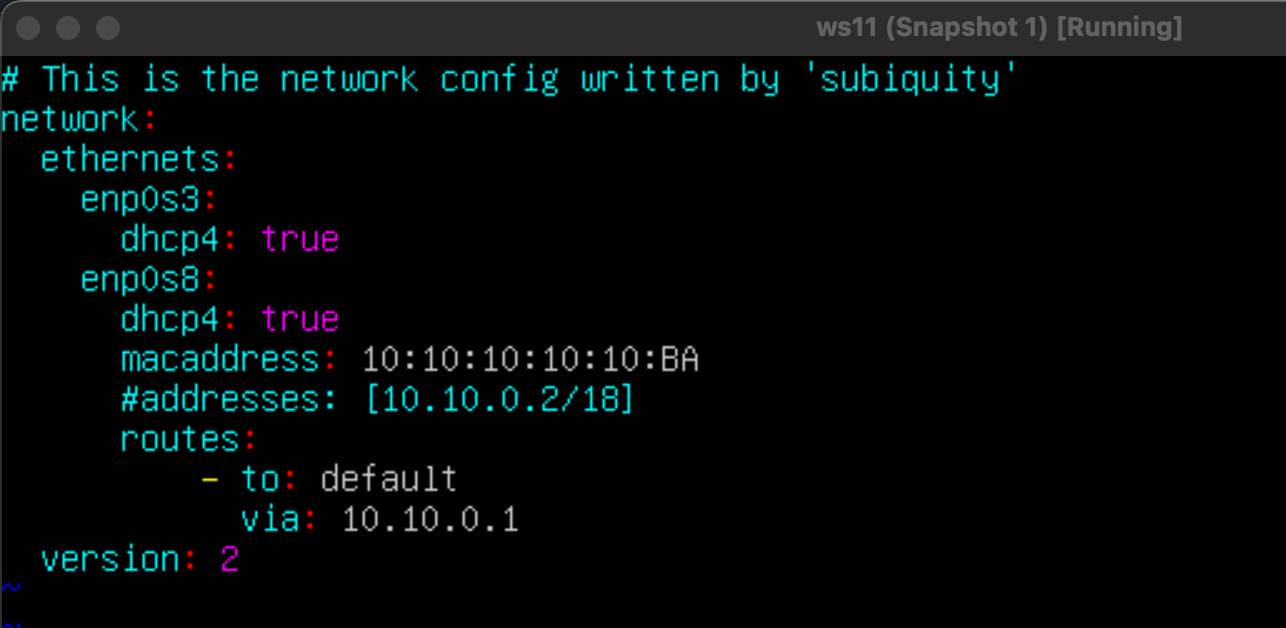 ws11 (Snapshot 1) [Running]
# This is the network config written by 'subiquity'
network:
  ethernets:
    enp0s3:
      dhcp4: true
    enp0s8:
      dhcp4: true
      macaddress: 10:10:10:10:10:BA
      #addresses: [10.10.0.2/18]
      routes:
          - to: default
            via: 10.10.0.1
  version: 2
~
~